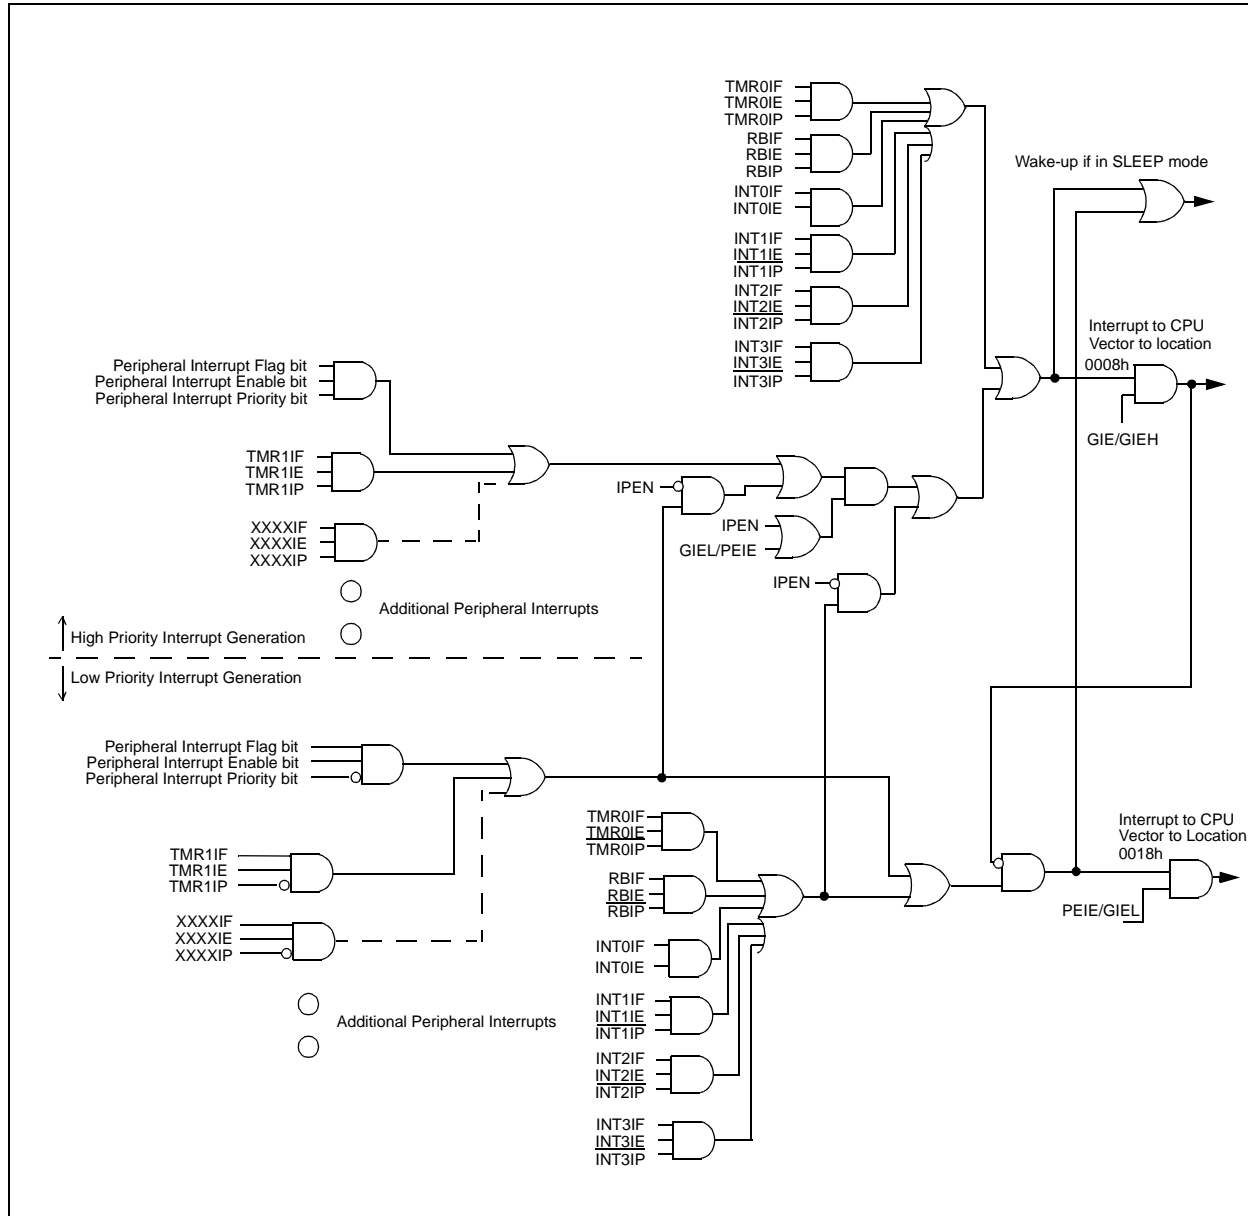 TMR0IF
TMR0IE
TMR0IP
RBIF
RBIE
RBIP
INT0IF
INT0IE
INT1IF
INT1IE
INT1IP
INT2IF
INT2IE
INT2IP
INT3IF
INT3IE
INT3IP
Wake-up if in SLEEP mode
Interrupt to CPU
Vector to location
0008h
GIE/GIEH
Peripheral Interrupt Flag bit
Peripheral Interrupt Enable bit
Peripheral Interrupt Priority bit
TMR1IF
TMR1IE
TMR1IP
XXXXIF
XXXXIE
XXXXIP
IPEN
IPEN
GIEL/PEIE
IPEN
Additional Peripheral Interrupts
High Priority Interrupt Generation
Low Priority Interrupt Generation
Peripheral Interrupt Flag bit
Peripheral Interrupt Enable bit
Peripheral Interrupt Priority bit
TMR1IF
TMR1IE
TMR1IP
XXXXIF
XXXXIE
XXXXIP
Additional Peripheral Interrupts
TMR0IF
TMR0IE
TMR0IP
RBIF
RBIE
RBIP
INT0IF
INT0IE
INT1IF
INT1IE
INT1IP
INT2IF
INT2IE
INT2IP
INT3IF
INT3IE
INT3IP
Interrupt to CPU
Vector to Location
0018h
PEIE/GIEL